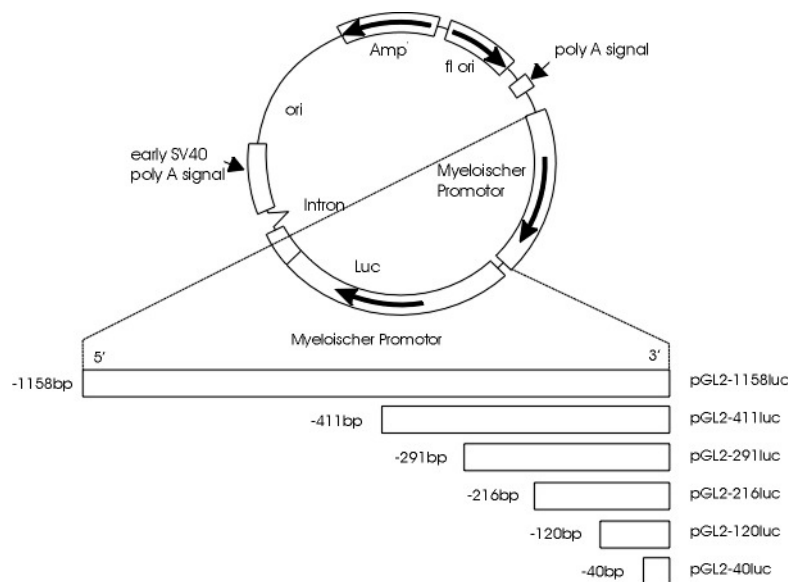 Amp'
fl ori
poly A signal
ori
early SV40
poly A signal
Myeloischer
Promotor
Intron
Luc
Myeloischer Promotor
5'
3'
-1158bp
pGL2-1158luc
-411bp
pGL2-411luc
-291bp
pGL2-291luc
-216bp
pGL2-216luc
-120bp
pGL2-120luc
-40bp
pGL2-40luc